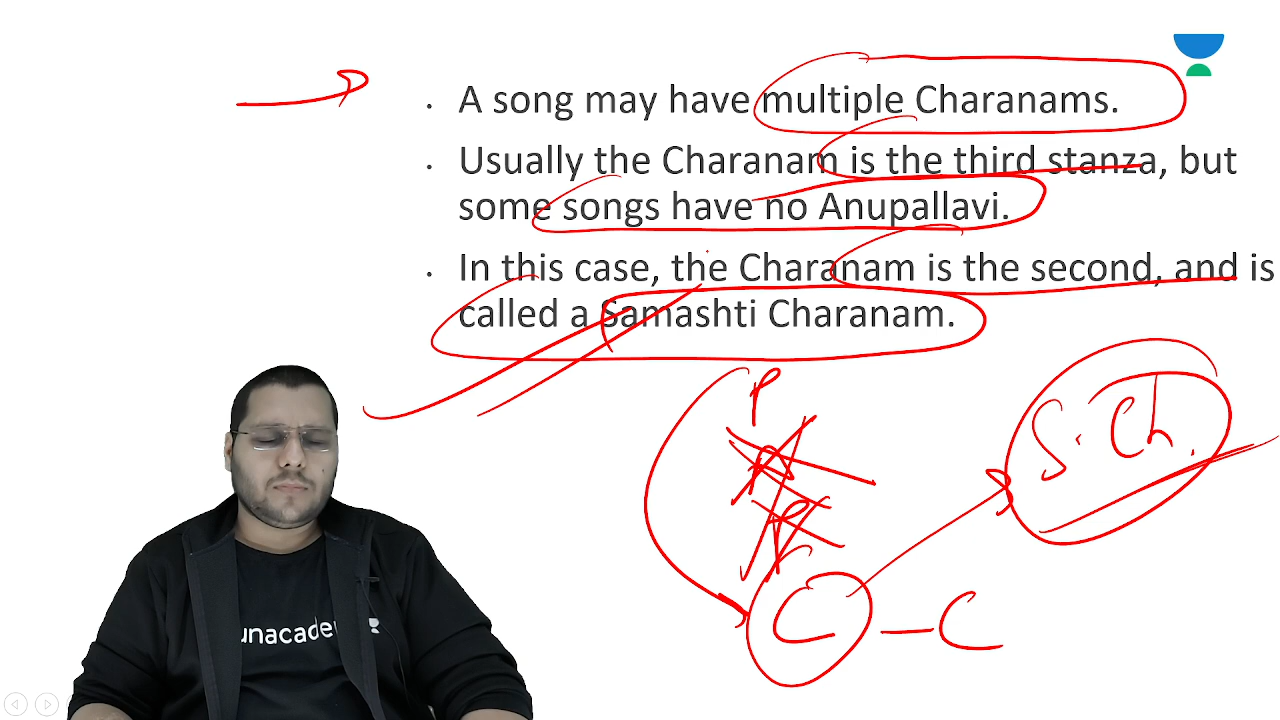 · A song may have multiple Charanams.
· Usually the Charanam is the third stanza, but
some songs have no Anupallavi.
· In this case, the Charanam is the second, and is
called a Samashti Charanam.
P
S. Ch.
C – C
unacade